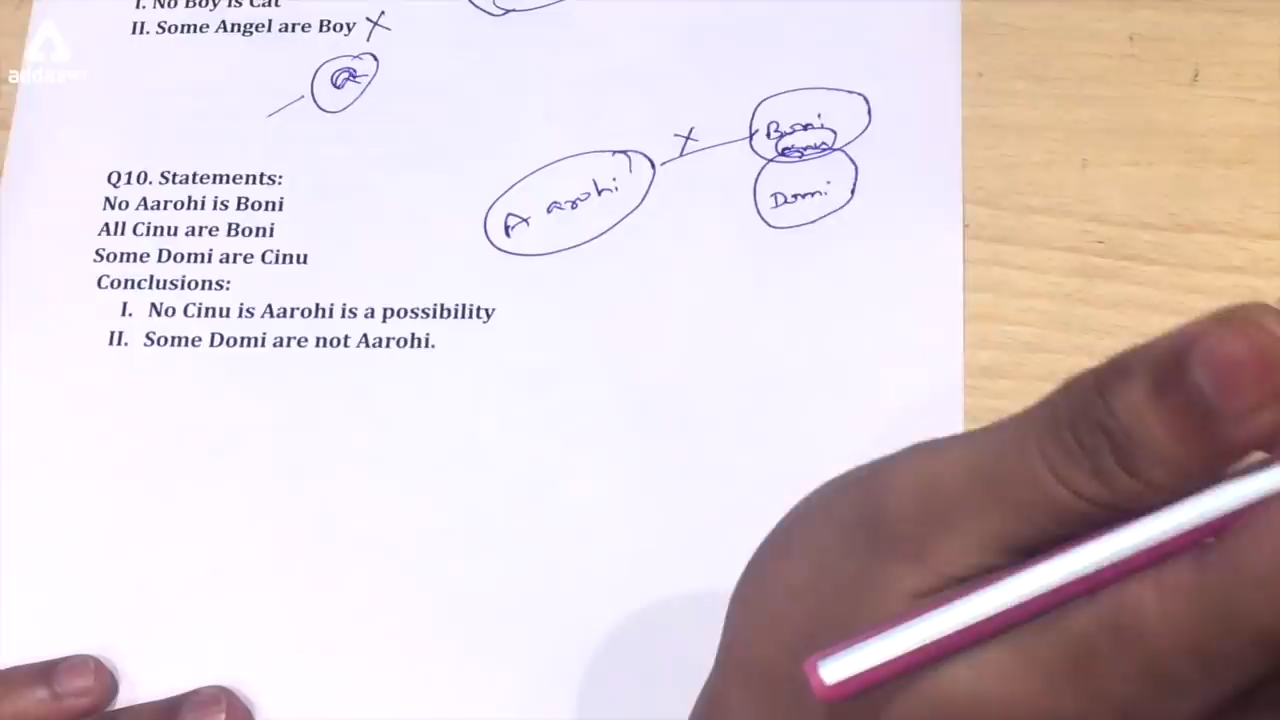 I. No Boy is Cat
II. Some Angel are Boy
Q10. Statements:
No Aarohi is Boni
All Cinu are Boni
Some Domi are Cinu
Conclusions:
I. No Cinu is Aarohi is a possibility
II. Some Domi are not Aarohi.
Aarohi
Boni
Domi